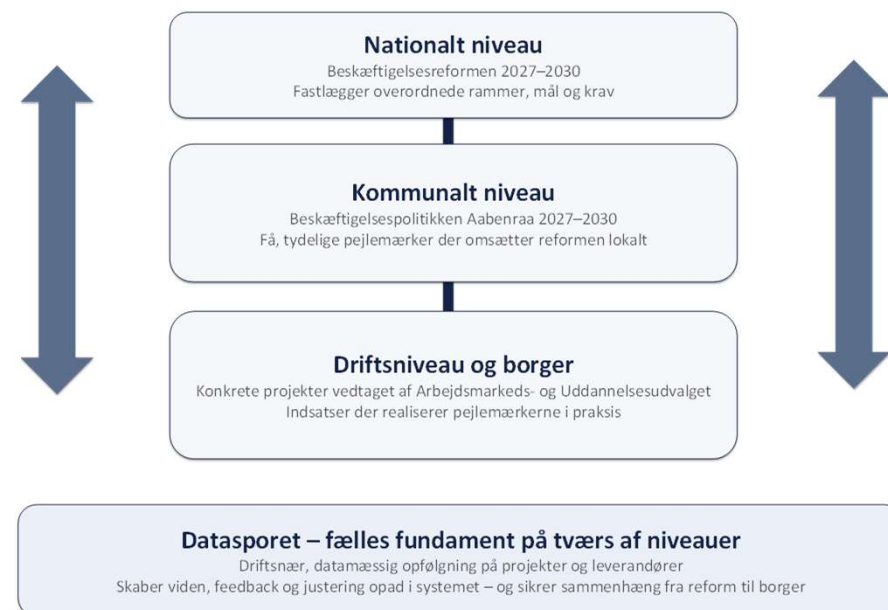 Nationalt niveau
Beskæftigelsesreformen 2027–2030
Fastlægger overordnede rammer, mål og krav
Kommunalt niveau
Beskæftigelsespolitikken Aabenraa 2027–2030
Få, tydelige pejlemærker der omsætter reformen lokalt
Driftsniveau og borger
Konkrete projekter vedtaget af Arbejdsmarkeds- og Uddannelsesudvalget
Indsatser der realiserer pejlemærkerne i praksis
Datasporet – fælles fundament på tværs af niveauer
Driftsnær, datamæssig opfølgning på projekter og leverandører
Skaber viden, feedback og justering opad i systemet – og sikrer sammenhæng fra reform til borger